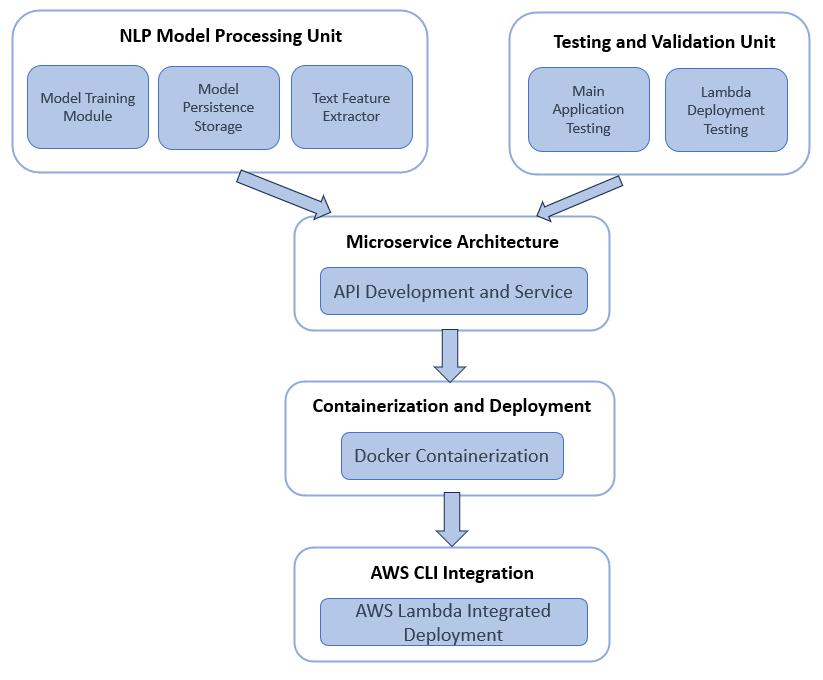 NLP Model Processing Unit
Model Training
Module
Model
Persistence
Storage
Text Feature
Extractor
Testing and Validation Unit
Main
Application
Testing
Lambda
Deployment
Testing
Microservice Architecture
API Development and Service
Containerization and Deployment
Docker Containerization
AWS CLI Integration
AWS Lambda Integrated
Deployment